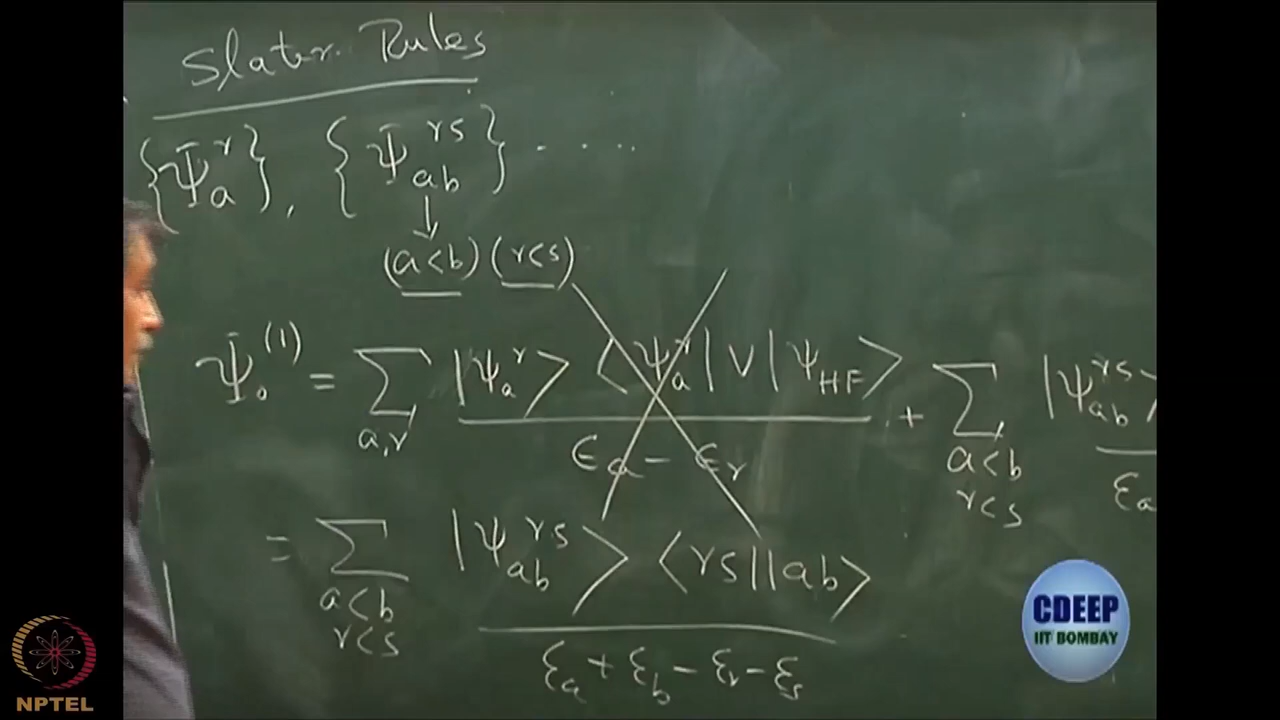 Slater Rules
{Ψ_a^r}, { Ψ_ab^rs } . ....
↓
(a<b) (r<s)
Ψ₀^(1) = Σ_{a,r} |ψ_a^r> <ψ_a^r|V|ψ_HF> / ϵ_a - ϵ_r + Σ_{a<b r<s} |ψ_ab^rs> / ε_a
= Σ_{a<b r<s} |ψ_ab^rs> <rs||ab> / ε_a + ε_b - ε_r - ε_s
CDEEP
IIT BOMBAY
NPTEL